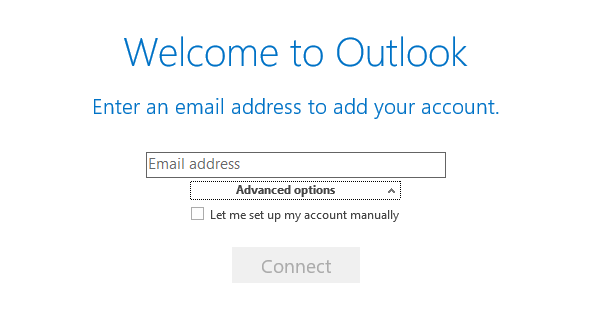 Welcome to Outlook
Enter an email address to add your account.
Email address
Advanced options
Let me set up my account manually
Connect